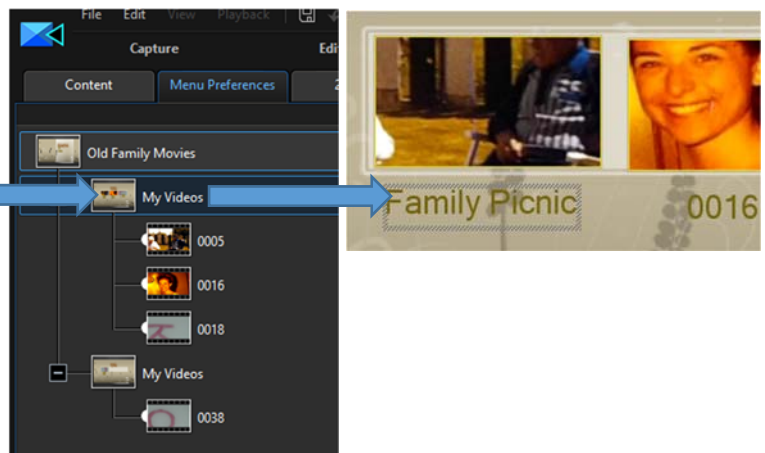 File Edit View Playback
Capture Edi
Content Menu Preferences 2
Old Family Movies
My Videos
0005
0016
0018
My Videos
0038
Family Picnic 0016